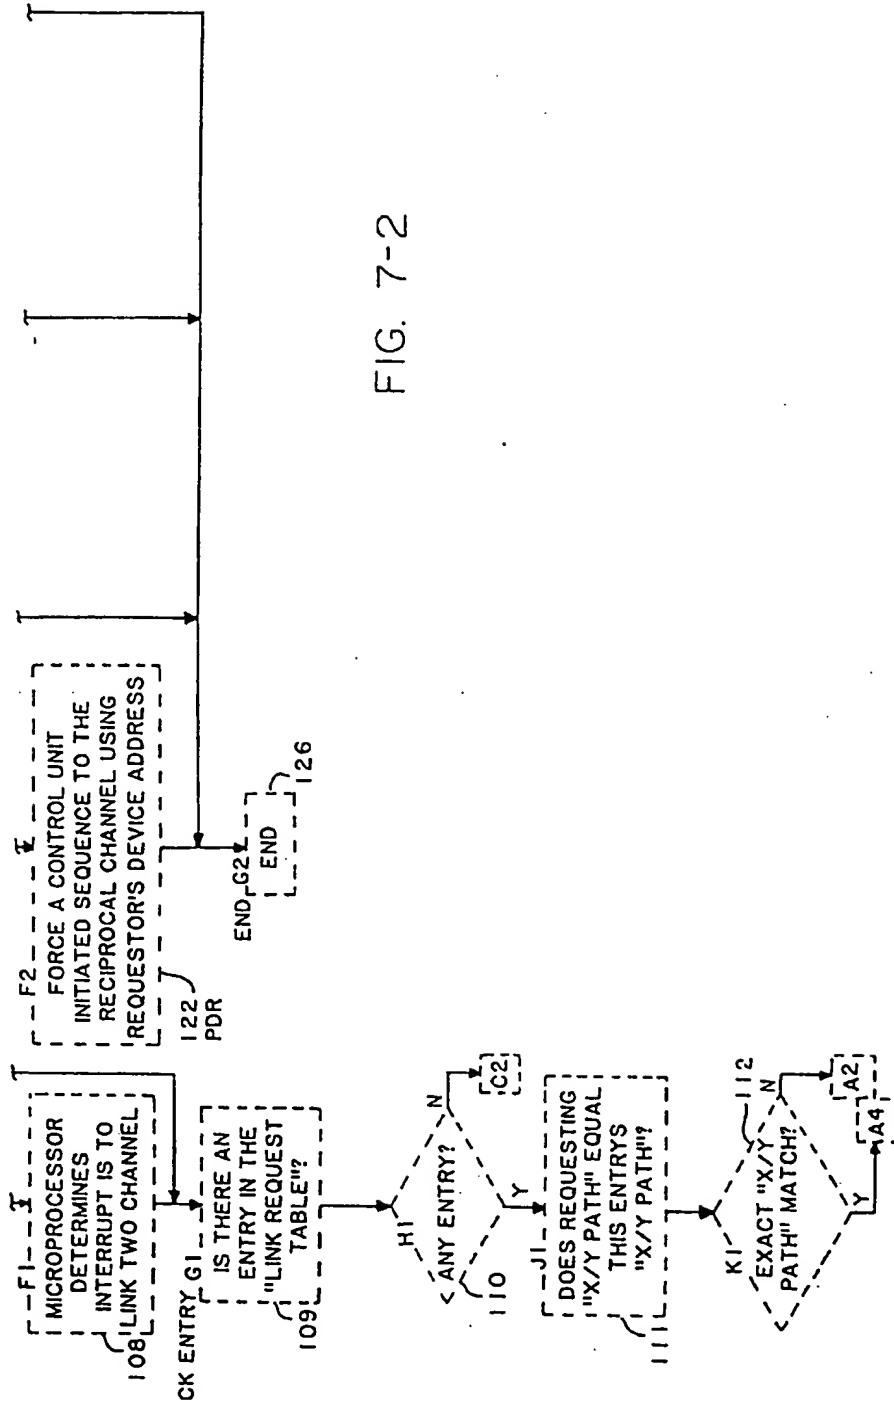 F1
MICROPROCESSOR
DETERMINES
INTERRUPT IS TO
LINK TWO CHANNEL
108
CK ENTRY G1
IS THERE AN
ENTRY IN THE
"LINK REQUEST
TABLE"?
109
H1
ANY ENTRY?
110
N
C2
Y
J1
DOES REQUESTING
"X/Y PATH" EQUAL
THIS ENTRYS
"X/Y PATH"?
111
K1
EXACT "X/Y
PATH" MATCH?
112
N
A2
Y
A4
F2
FORCE A CONTROL UNIT
INITIATED SEQUENCE TO THE
RECIPROCAL CHANNEL USING
REQUESTOR'S DEVICE ADDRESS
122
PDR
END G2
END
126
FIG. 7-2